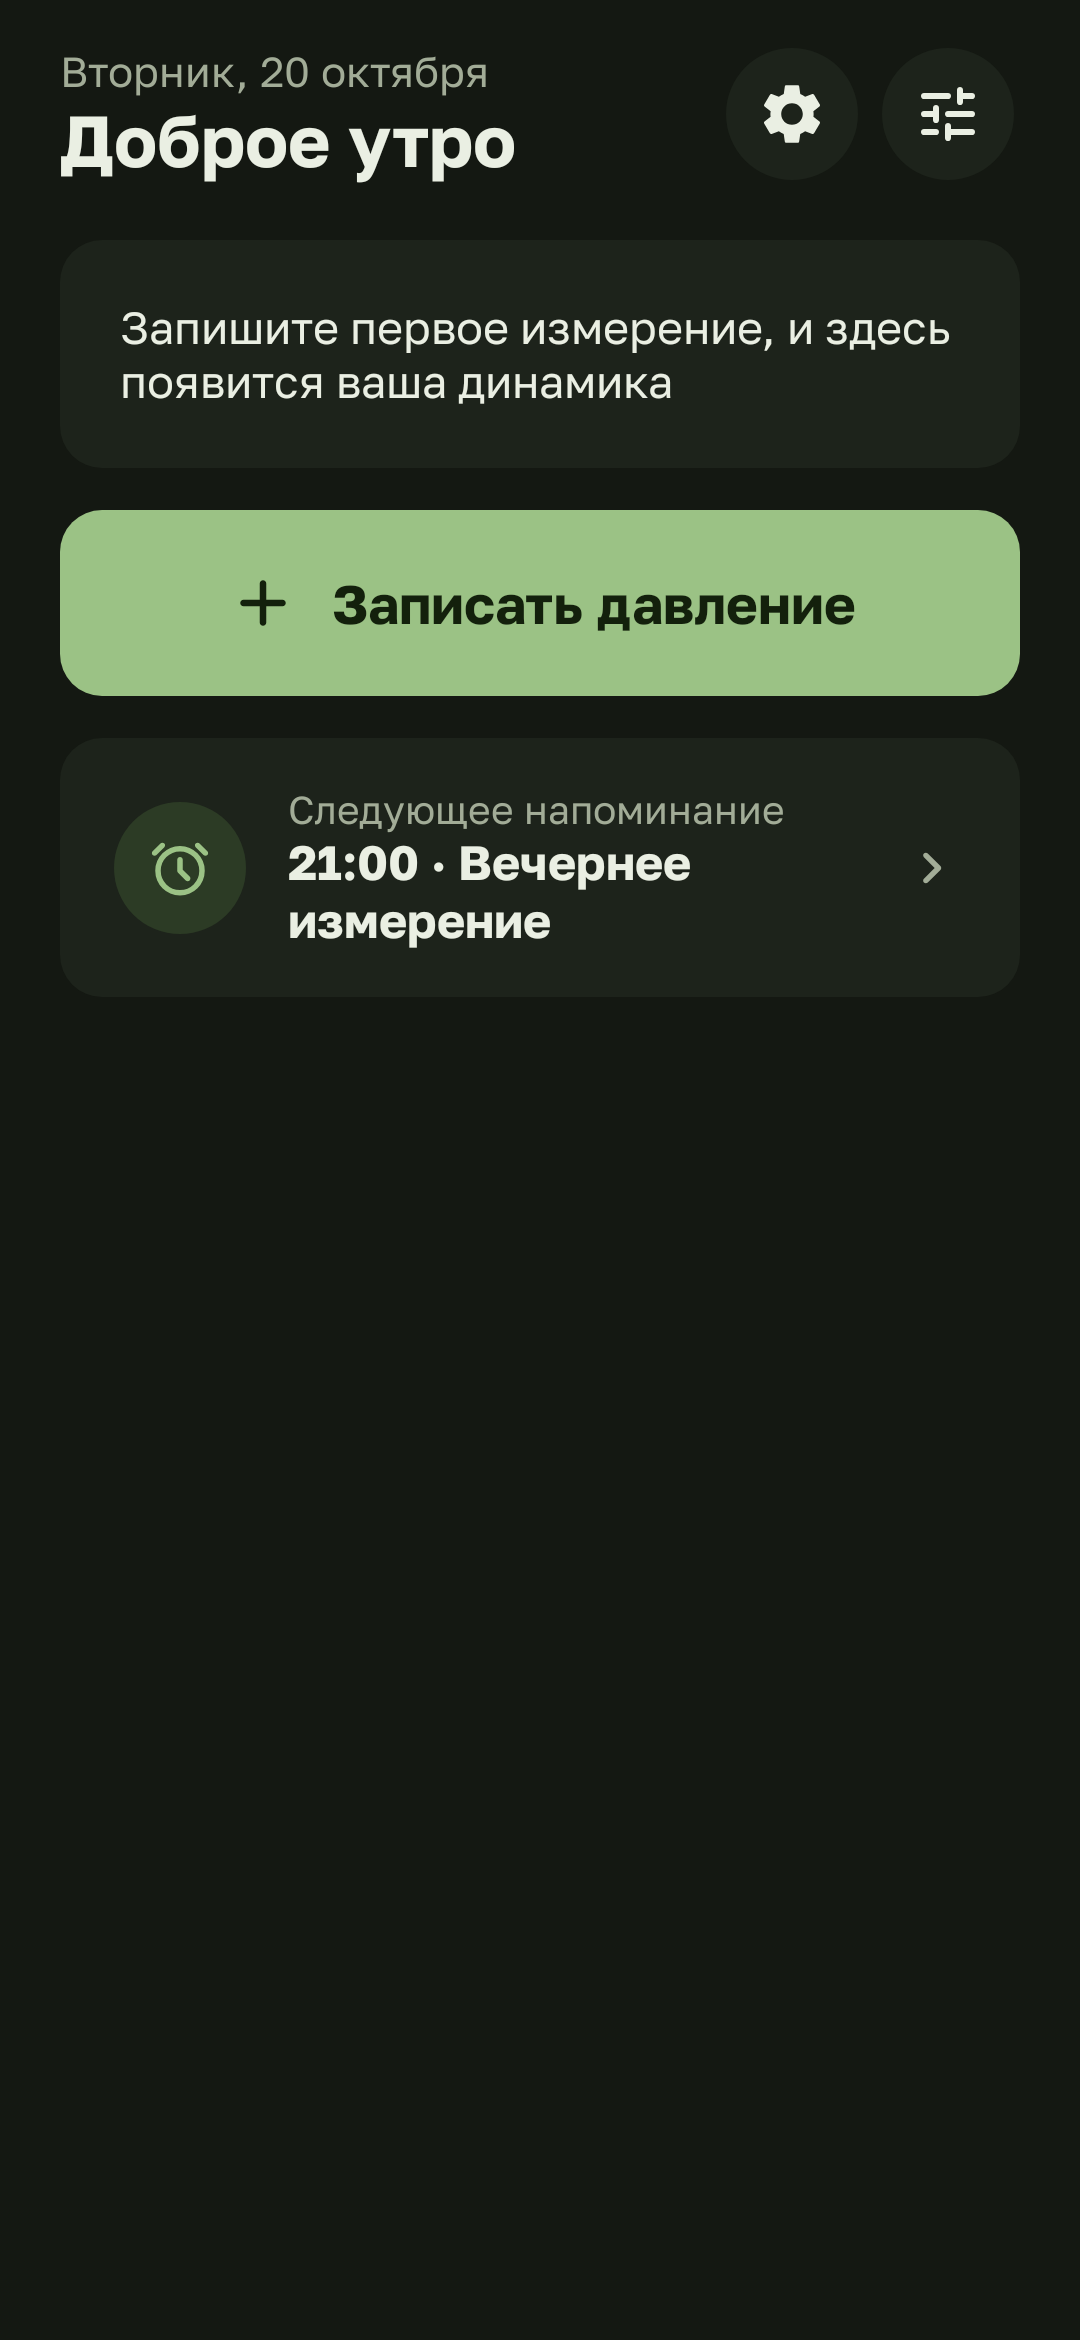 Вторник, 20 октября
Доброе утро
Запишите первое измерение, и здесь
появится ваша динамика
Записать давление
Следующее напоминание
21:00 · Вечернее
измерение